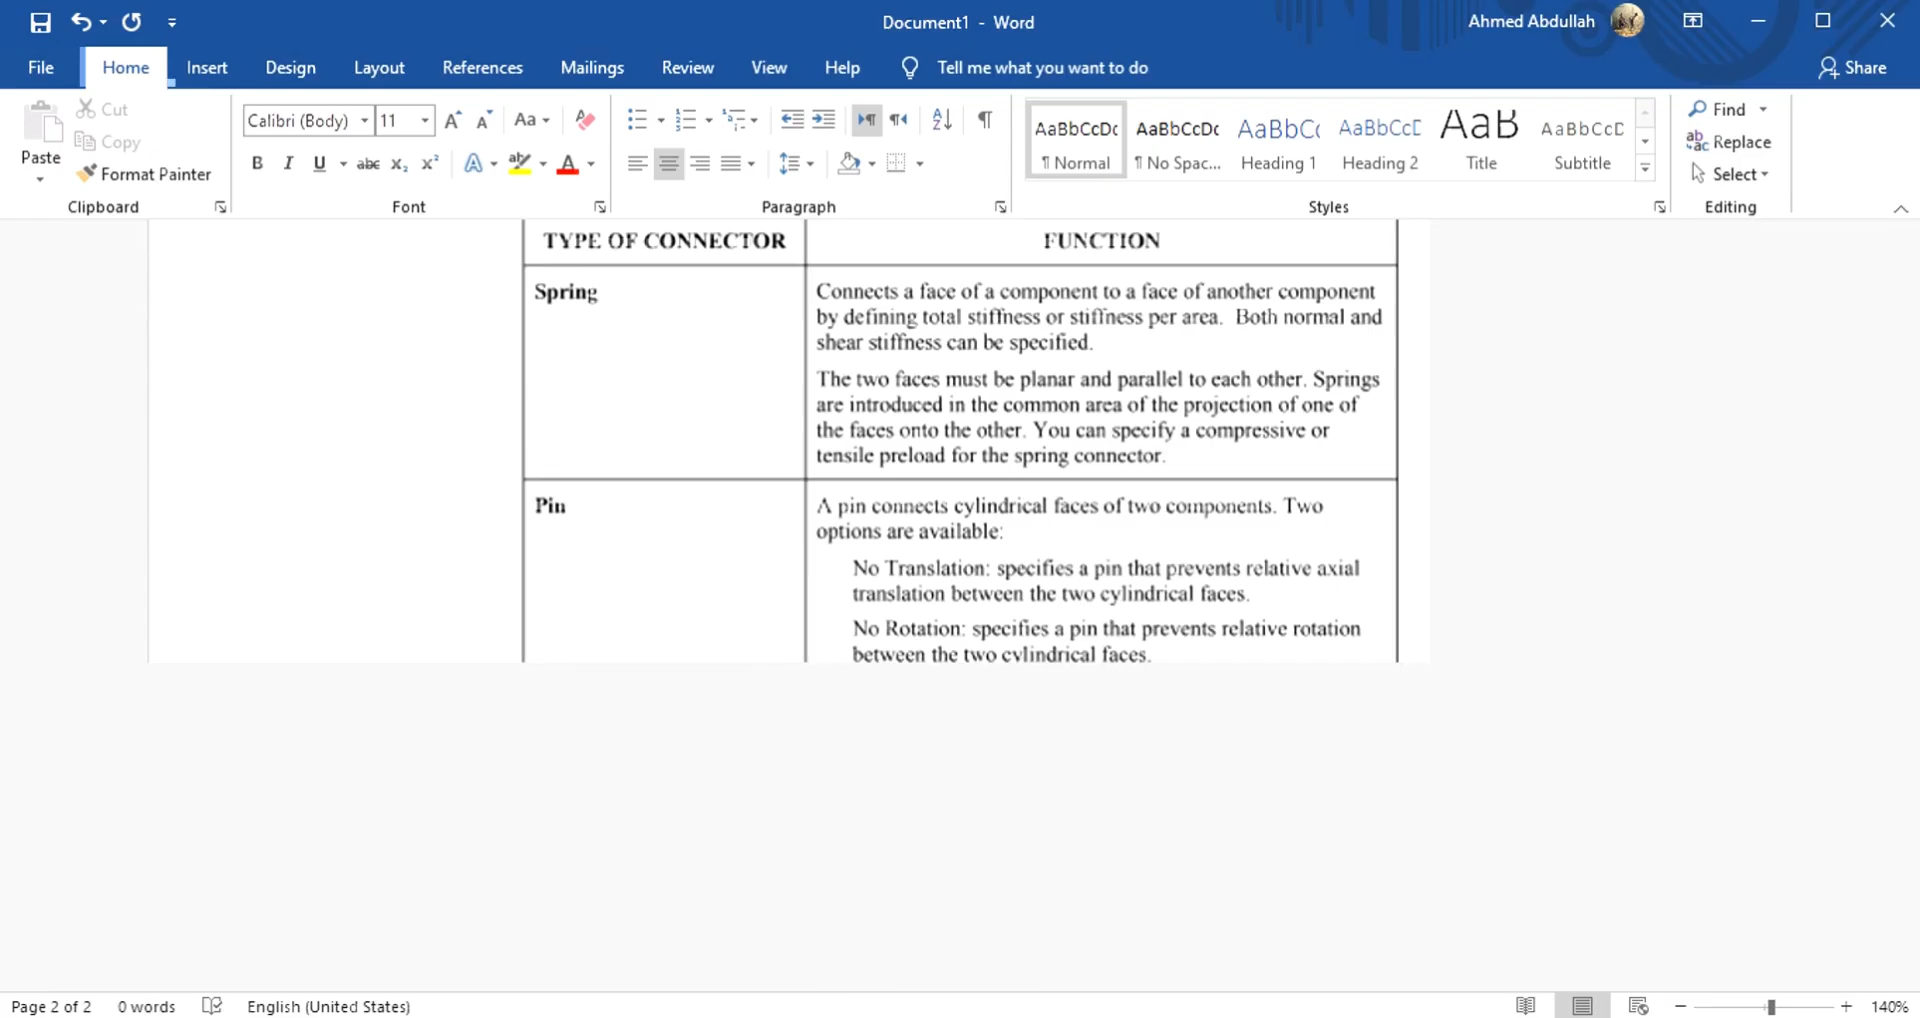 Document1 - Word
Ahmed Abdullah
File Home Insert Design Layout References Mailings Review View Help Tell me what you want to do Share
Paste
Cut
Copy
Format Painter
Clipboard
Calibri (Body) 11
Aa
B I U abc x₂ x² A ab A
Font
Paragraph
AaBbCcDc AaBbCcDc AaBbC AaBbCcD AaB AaBbCcD
¶ Normal ¶ No Spac... Heading 1 Heading 2 Title Subtitle
Styles
Find
Replace
Select
Editing
TYPE OF CONNECTOR FUNCTION
Spring
Connects a face of a component to a face of another component
by defining total stiffness or stiffness per area. Both normal and
shear stiffness can be specified.
The two faces must be planar and parallel to each other. Springs
are introduced in the common area of the projection of one of
the faces onto the other. You can specify a compressive or
tensile preload for the spring connector.
Pin
A pin connects cylindrical faces of two components. Two
options are available:
No Translation: specifies a pin that prevents relative axial
translation between the two cylindrical faces.
No Rotation: specifies a pin that prevents relative rotation
between the two cylindrical faces.
Page 2 of 2 0 words English (United States) 140%